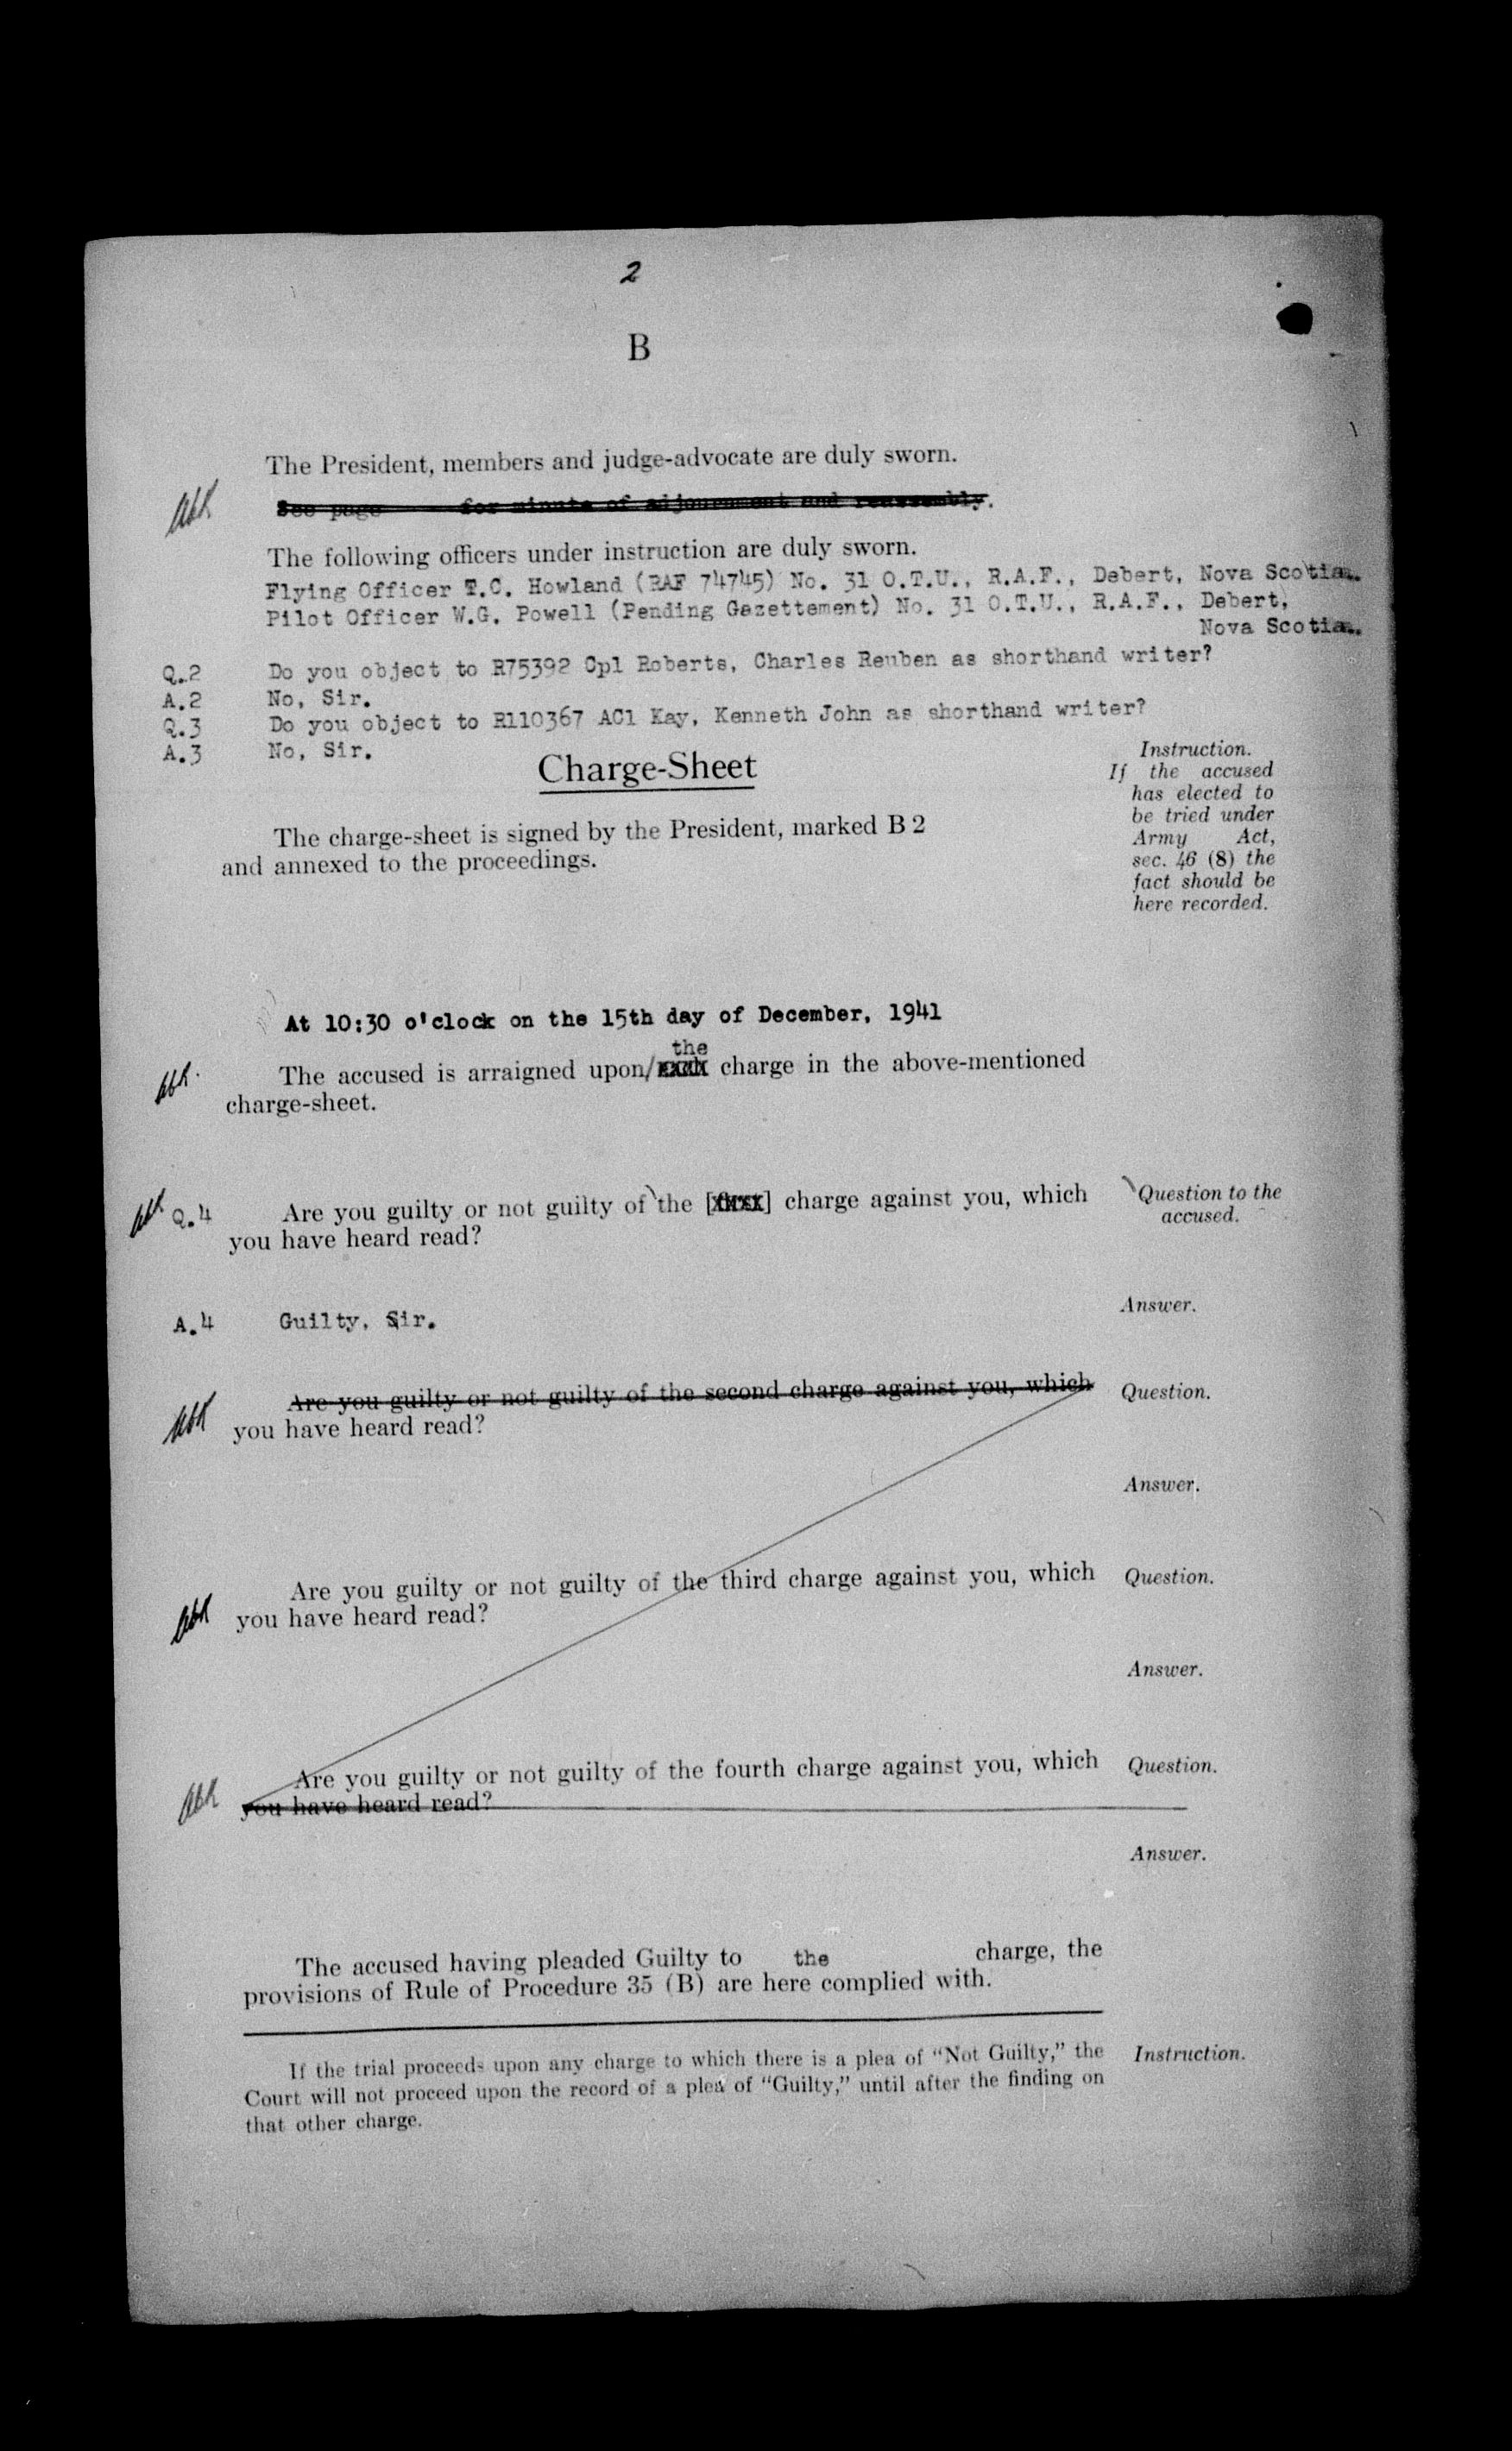 2
B
The President, members and judge-advocate are duly sworn.
See page for minute of adjournment and reassembly.
The following officers under instruction are duly sworn.
Flying Officer T.C. Howland (RAF 74745) No. 31 O.T.U., R.A.F., Debert, Nova Scotia.
Pilot Officer W.G. Powell (Pending Gazettement) No. 31 O.T.U., R.A.F., Debert,
Nova Scotia.
Q.2 Do you object to R75392 Cpl Roberts, Charles Reuben as shorthand writer?
A.2 No, Sir.
Q.3 Do you object to R110367 AC1 Kay, Kenneth John as shorthand writer?
A.3 No, Sir.
Charge-Sheet
Instruction.
If the accused
has elected to
be tried under
Army Act,
sec. 46 (8) the
fact should be
here recorded.
The charge-sheet is signed by the President, marked B 2
and annexed to the proceedings.
At 10:30 o'clock on the 15th day of December, 1941
the
The accused is arraigned upon/ charge in the above-mentioned
charge-sheet.
Q.4 Are you guilty or not guilty of the [first] charge against you, which
you have heard read?
Question to the
accused.
A.4 Guilty, Sir.
Answer.
Are you guilty or not guilty of the second charge against you, which
you have heard read?
Question.
Answer.
Are you guilty or not guilty of the third charge against you, which
you have heard read?
Question.
Answer.
Are you guilty or not guilty of the fourth charge against you, which
you have heard read?
Question.
Answer.
The accused having pleaded Guilty to the charge, the
provisions of Rule of Procedure 35 (B) are here complied with.
If the trial proceeds upon any charge to which there is a plea of "Not Guilty," the
Court will not proceed upon the record of a plea of "Guilty," until after the finding on
that other charge.
Instruction.